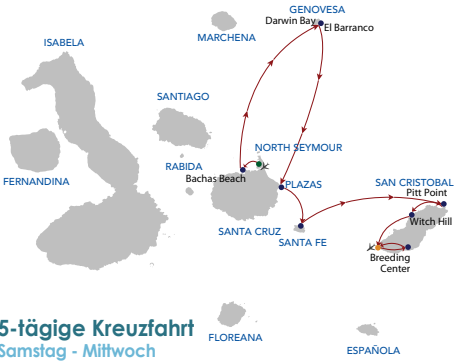 GENOVESA
Darwin Bay
El Barranco
MARCHENA
ISABELA
SANTIAGO
NORTH SEYMOUR
RABIDA
Bachas Beach
FERNANDINA
PLAZAS
SAN CRISTOBAL
Pitt Point
Witch Hill
SANTA CRUZ
SANTA FE
Breeding
Center
5-tägige Kreuzfahrt
Samstag - Mittwoch
FLOREANA
ESPAÑOLA